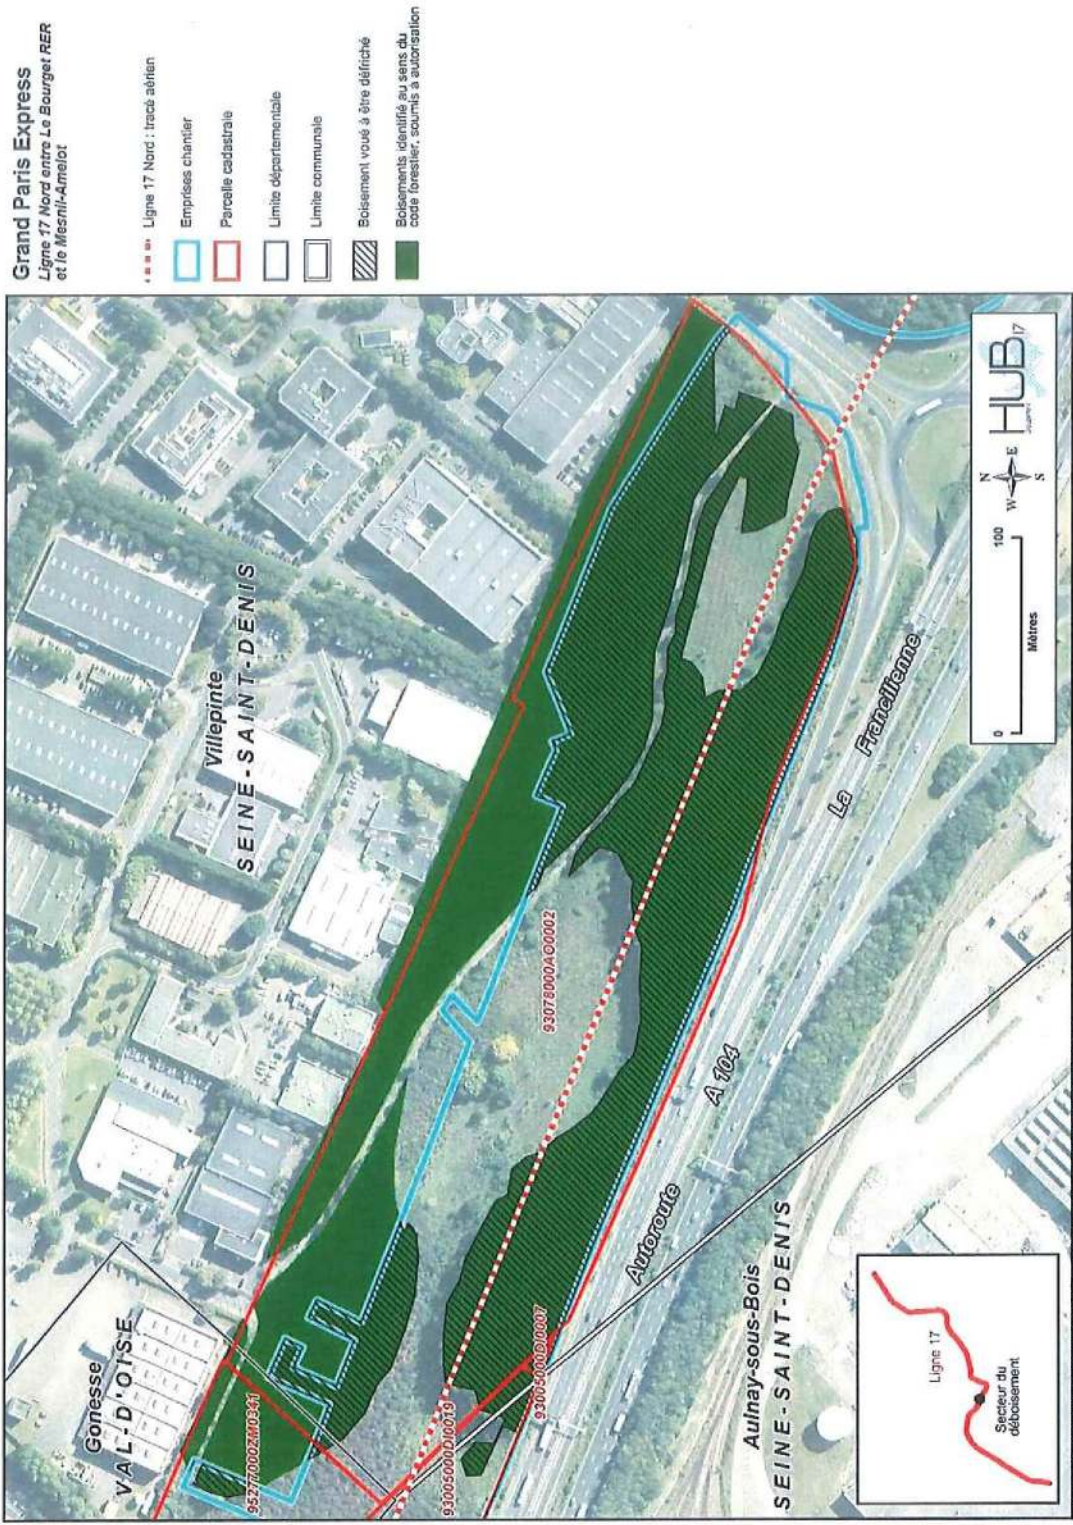 Grand Paris Express
Ligne 17 Nord entre Le Bourget RER
et le Mesnil-Amelot
Ligne 17 Nord : tracé aérien
Emprises chantier
Parcelle cadastrale
Limite départementale
Limite communale
Boisement voué à être défriché
Boisements identifié au sens du
code forestier, soumis à autorisation
Gonesse
VAL-D'OISE
Villepinte
SEINE-SAINT-DENIS
95277000ZM0341
93005000DI0019
93005000DI0007
93078000AO0002
Autoroute
A 104
La
Francilienne
Aulnay-sous-Bois
SEINE-SAINT-DENIS
Ligne 17
Secteur du
déboisement
0
100
Mètres
N
W
E
S
HUB
17